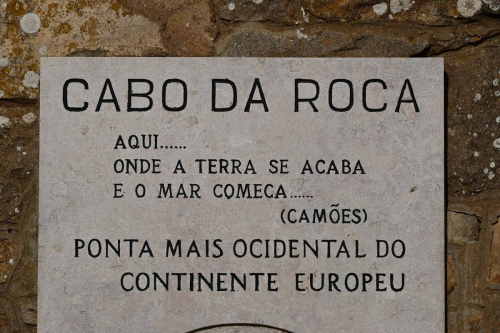 CABO DA ROCA
AQUI......
ONDE A TERRA SE ACABA
E O MAR COMECA......
(CAMÕES)
PONTA MAIS OCIDENTAL DO
CONTINENTE EUROPEU